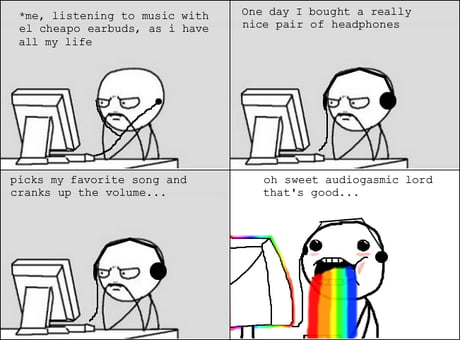 *me, listening to music with
el cheapo earbuds, as i have
all my life
One day I bought a really
nice pair of headphones
picks my favorite song and
cranks up the volume...
oh sweet audiogasmic lord
that's good...